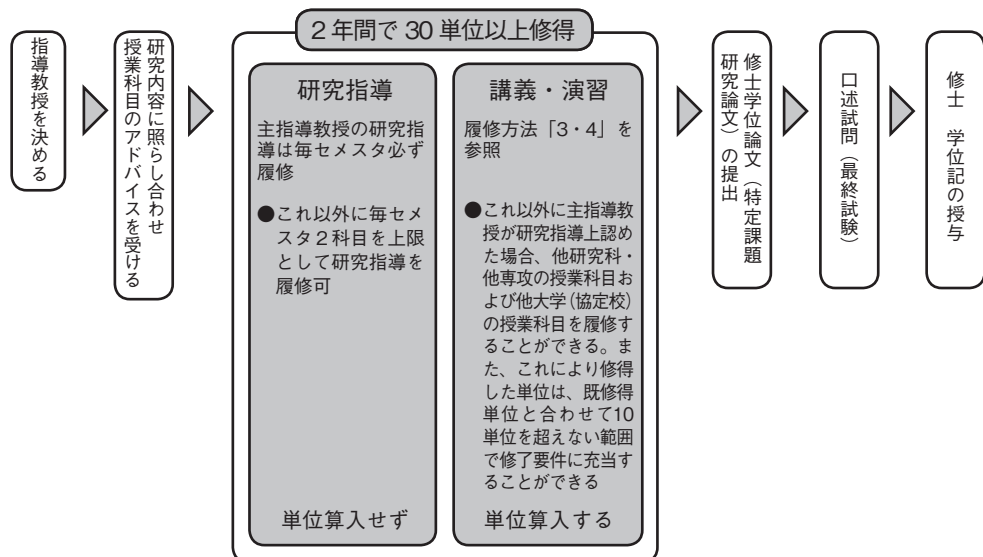 指導教授を決める
研究内容に照らし合わせ
授業科目のアドバイスを受ける
2年間で30単位以上修得
研究指導
主指導教授の研究指
導は毎セメスタ必ず
履修
●これ以外に毎セメ
スタ2科目を上限
として研究指導を
履修可
単位算入せず
講義・演習
履修方法「3・4」を
参照
●これ以外に主指導教
授が研究指導上認め
た場合、他研究科・
他専攻の授業科目お
よび他大学(協定校)
の授業科目を履修す
ることができる。ま
た、これにより修得
した単位は、既修得
単位と合わせて10
単位を超えない範囲
で修了要件に充当す
ることができる
単位算入する
修士学位論文(特定課題
研究論文)の提出
口述試問(最終試験)
修士 学位記の授与